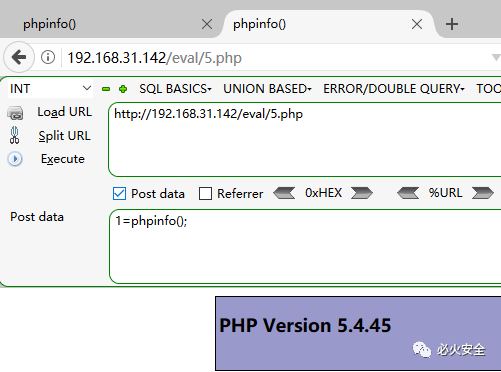 phpinfo() × phpinfo() × +
192.168.31.142/eval/5.php
INT SQL BASICS UNION BASED ERROR/DOUBLE QUERY TOO
Load URL http://192.168.31.142/eval/5.php
Split URL
Execute
Post data Referrer 0xHEX %URL
Post data 1=phpinfo();
PHP Version 5.4.45
必火安全